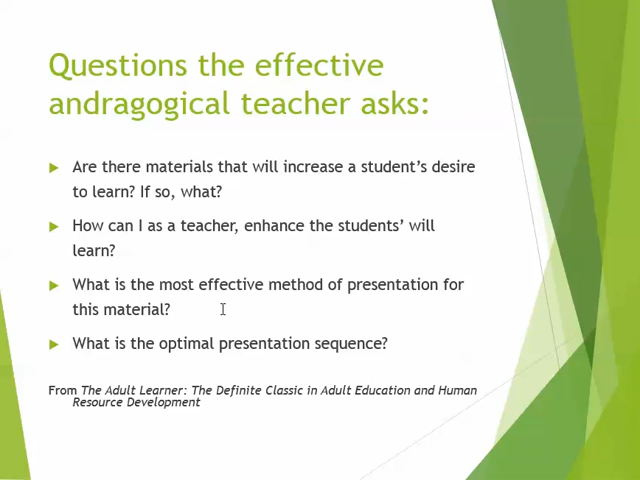 Questions the effective
andragogical teacher asks:
Are there materials that will increase a student's desire
to learn? If so, what?
How can I as a teacher, enhance the students' will
learn?
What is the most effective method of presentation for
this material?
What is the optimal presentation sequence?
From The Adult Learner: The Definite Classic in Adult Education and Human
Resource Development